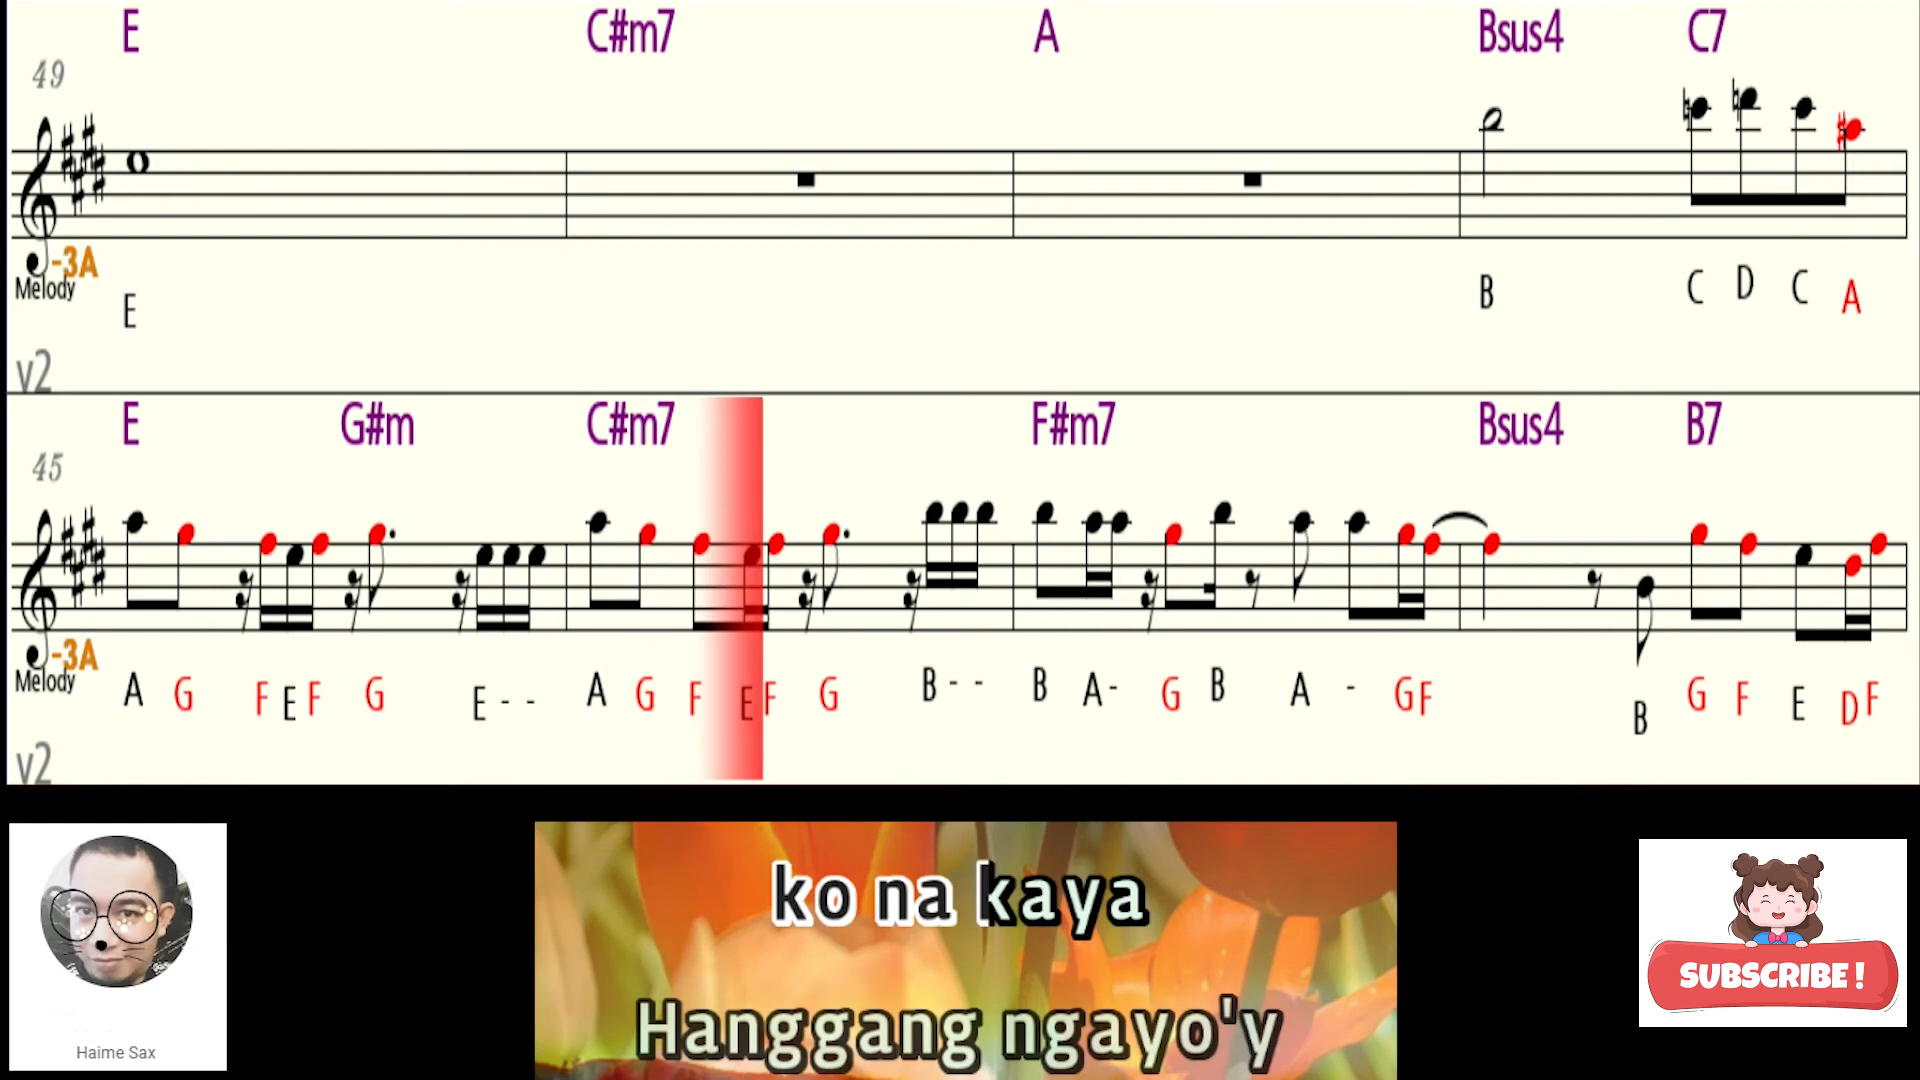 E C#m7 A Bsus4 C7
49
-3A
Melody
E B C D C A
v2
E G#m C#m7 F#m7 Bsus4 B7
45
-3A
Melody
A G F E F G E - - A G F E F G B - - B A - G B A - G F B G F E D F
v2
ko na kaya
Hanggang ngayo'y
Haime Sax
SUBSCRIBE !